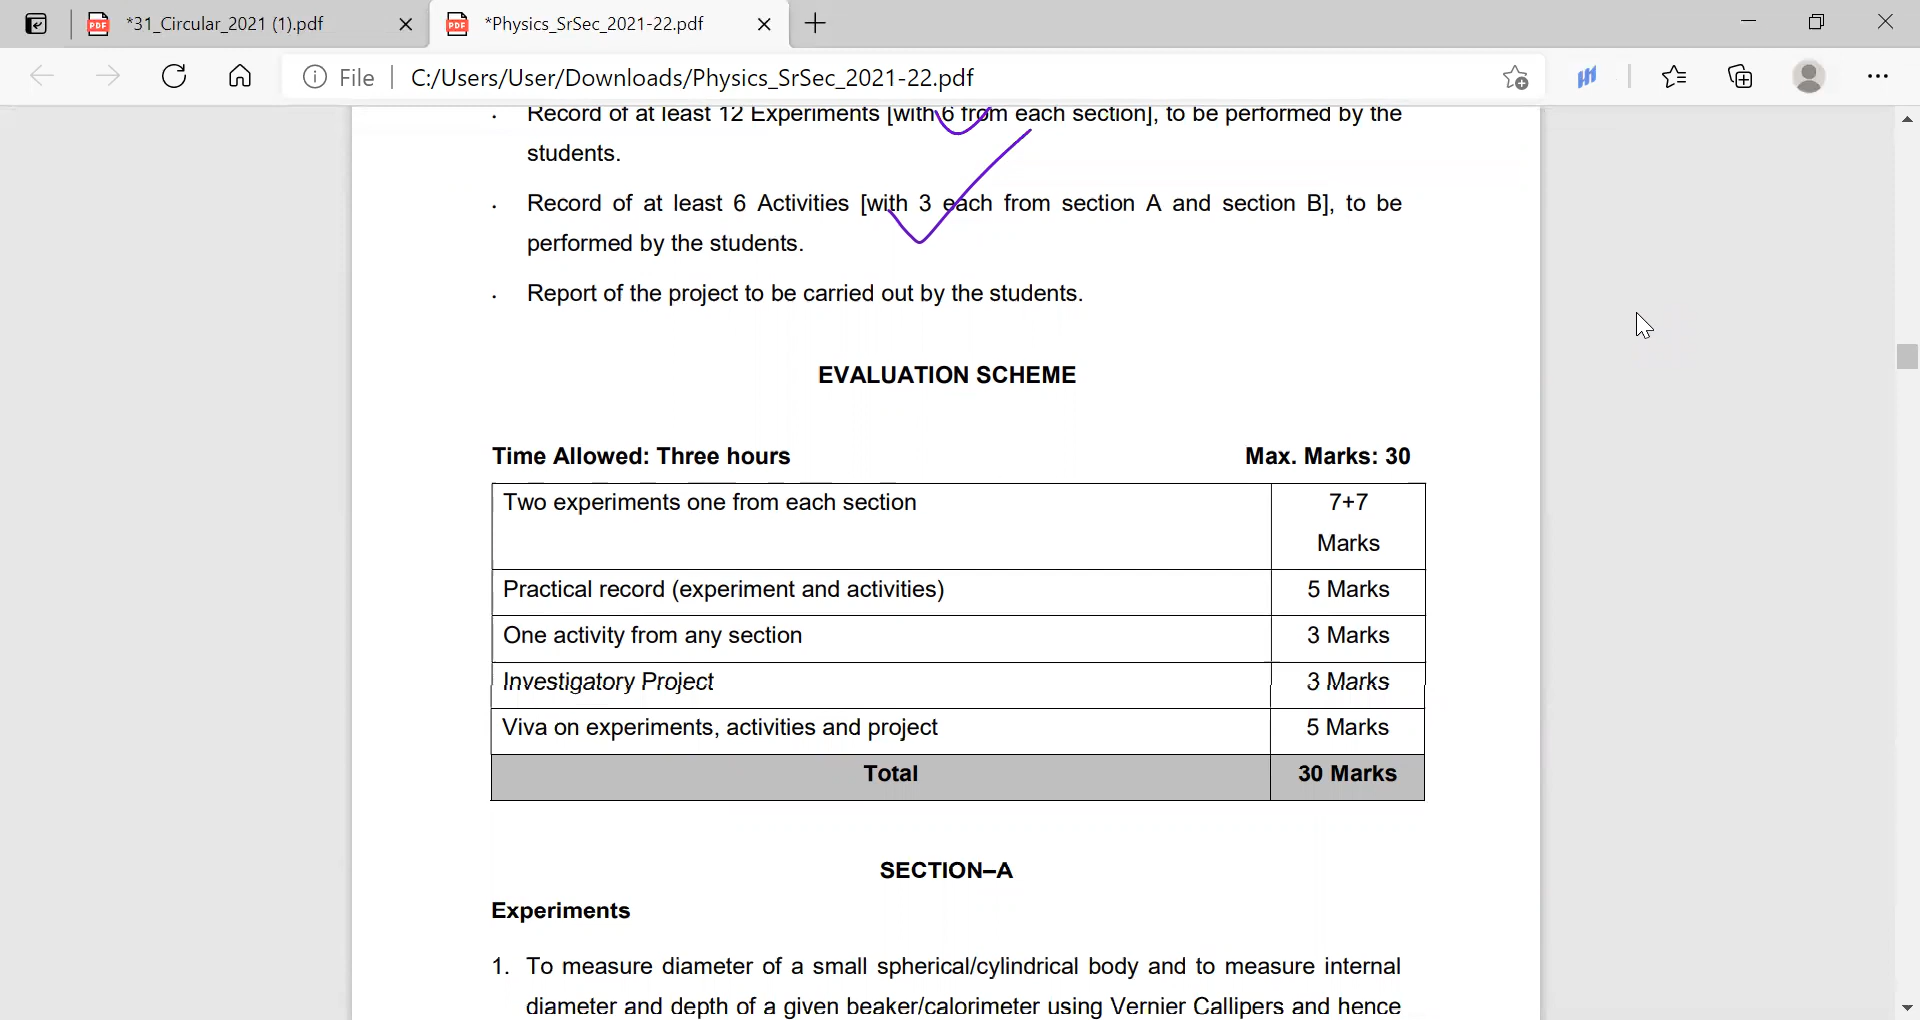 *31_Circular_2021 (1).pdf
*Physics_SrSec_2021-22.pdf
File
C:/Users/User/Downloads/Physics_SrSec_2021-22.pdf
· Record of at least 12 Experiments [with 6 from each section], to be performed by the
students.
· Record of at least 6 Activities [with 3 each from section A and section B], to be
performed by the students.
· Report of the project to be carried out by the students.
EVALUATION SCHEME
Time Allowed: Three hours Max. Marks: 30
Two experiments one from each section 7+7
Marks
Practical record (experiment and activities) 5 Marks
One activity from any section 3 Marks
Investigatory Project 3 Marks
Viva on experiments, activities and project 5 Marks
Total 30 Marks
SECTION–A
Experiments
1. To measure diameter of a small spherical/cylindrical body and to measure internal
diameter and depth of a given beaker/calorimeter using Vernier Callipers and hence